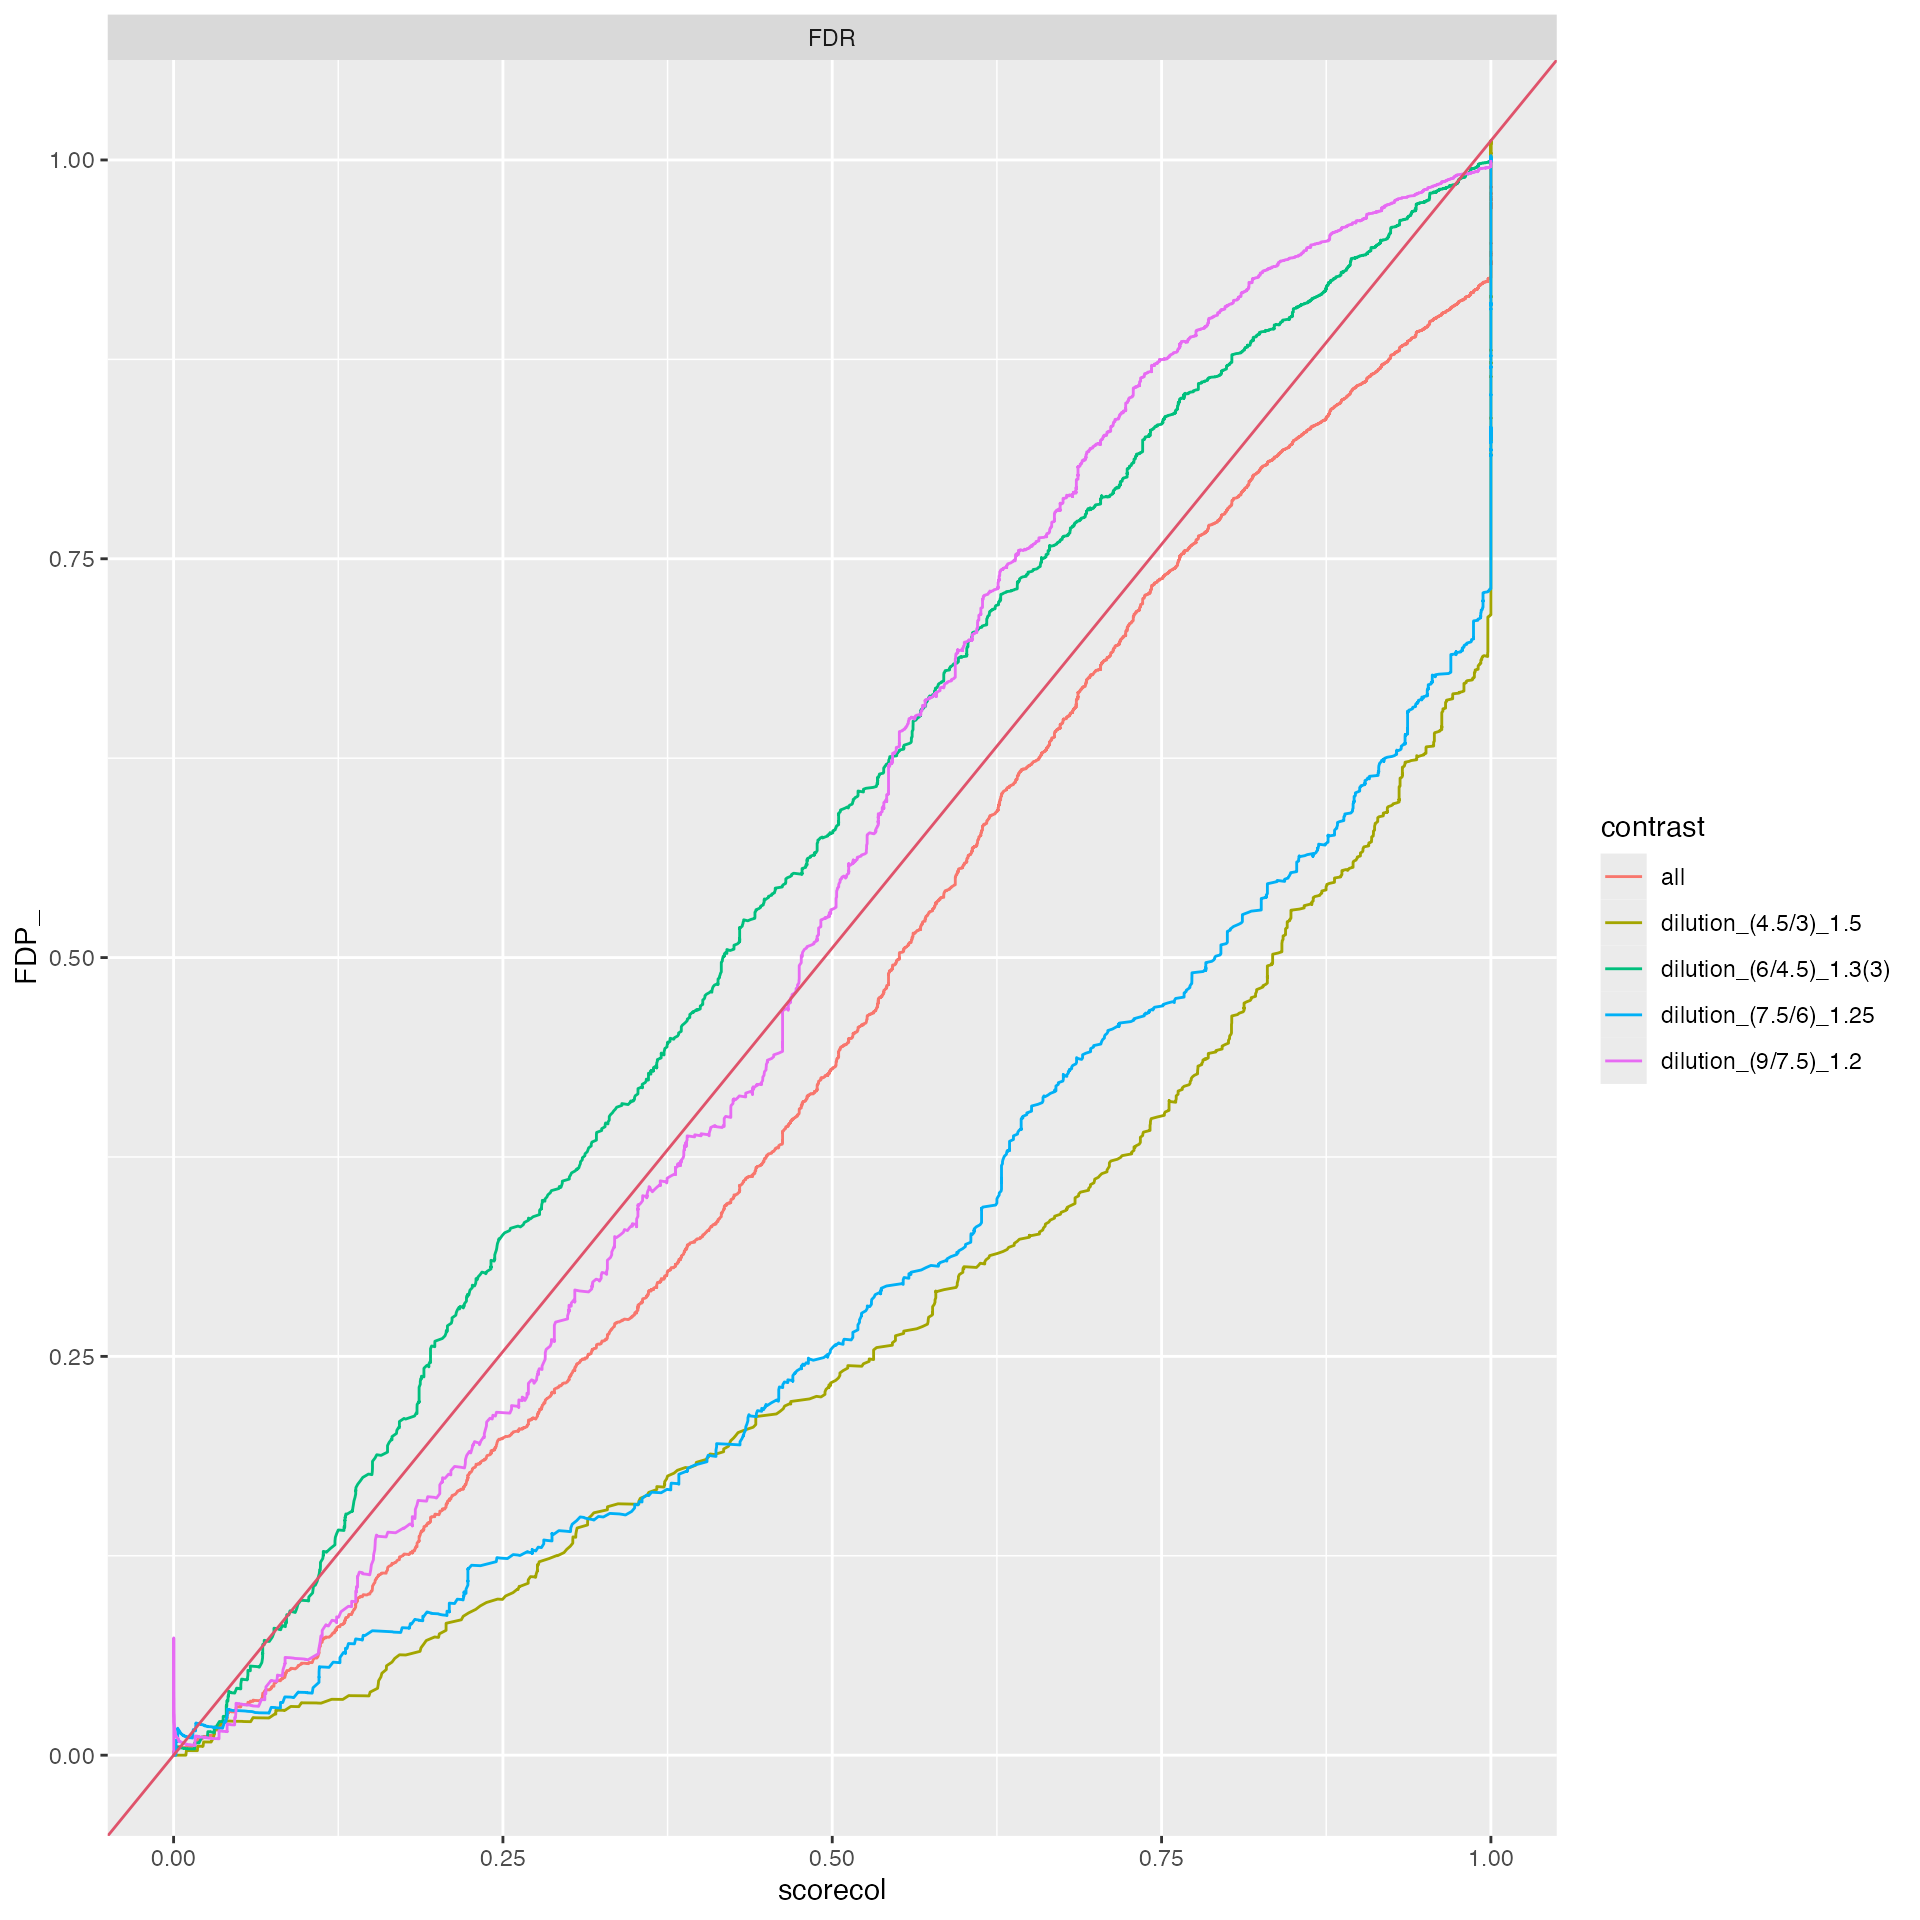 FDR
1.00
0.75
0.50
0.25
0.00
FDP_
0.00 0.25 0.50 0.75 1.00
scorecol
contrast
all
dilution_(4.5/3)_1.5
dilution_(6/4.5)_1.3(3)
dilution_(7.5/6)_1.25
dilution_(9/7.5)_1.2